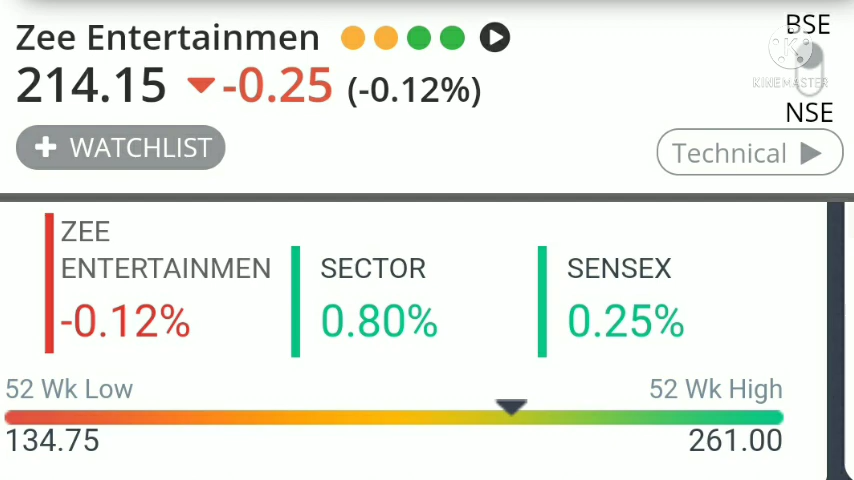 Zee Entertainmen
BSE
214.15 -0.25 (-0.12%)
KINEMASTER
NSE
+ WATCHLIST
Technical
ZEE
ENTERTAINMEN
-0.12%
SECTOR
0.80%
SENSEX
0.25%
52 Wk Low
52 Wk High
134.75
261.00